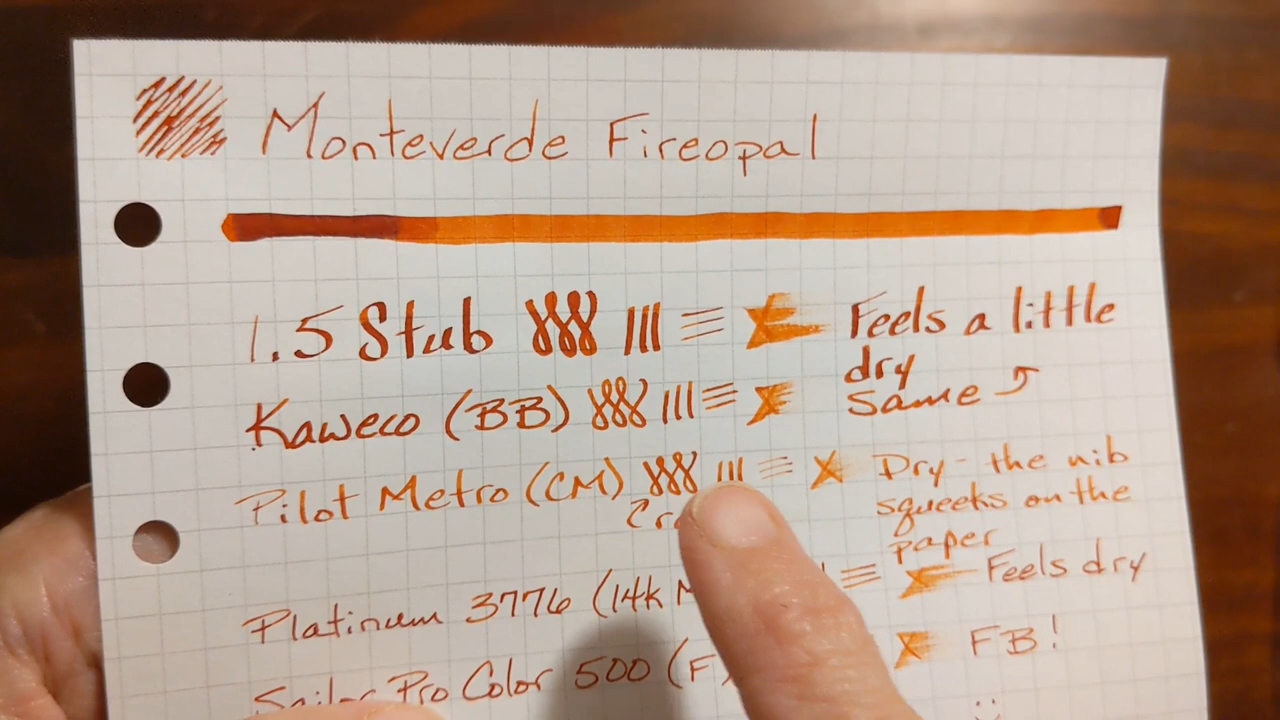 Monteverde Fireopal
1.5 Stub Feels a little
dry
Kaweco (BB) Same
Pilot Metro (CM) Dry - the nib
squeeks on the
paper
Platinum 3776 (14k Feels dry
Sailor Pro Color 500 (F) FB!